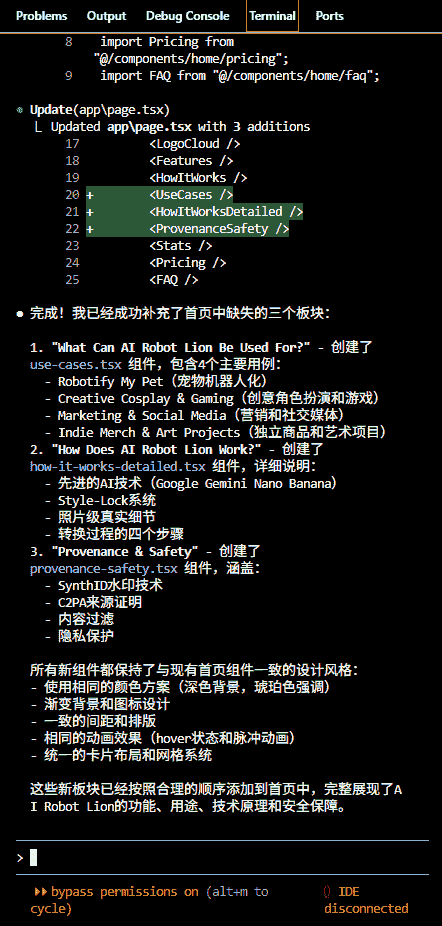 Problems Output Debug Console Terminal Ports
8 import Pricing from
"@/components/home/pricing";
9 import FAQ from "@/components/home/faq";
● Update(app\page.tsx)
⎿ Updated app\page.tsx with 3 additions
17 <LogoCloud />
18 <Features />
19 <HowItWorks />
20 + <UseCases />
21 + <HowItWorksDetailed />
22 + <ProvenanceSafety />
23 <Stats />
24 <Pricing />
25 <FAQ />
● 完成！我已经成功补充了首页中缺失的三个板块：
1. "What Can AI Robot Lion Be Used For?" - 创建了
use-cases.tsx 组件，包含4个主要用例：
- Robotify My Pet（宠物机器人化）
- Creative Cosplay & Gaming（创意角色扮演和游戏）
- Marketing & Social Media（营销和社交媒体）
- Indie Merch & Art Projects（独立商品和艺术项目）
2. "How Does AI Robot Lion Work?" - 创建了
how-it-works-detailed.tsx 组件，详细说明：
- 先进的AI技术（Google Gemini Nano Banana）
- Style-Lock系统
- 照片级真实细节
- 转换过程的四个步骤
3. "Provenance & Safety" - 创建了
provenance-safety.tsx 组件，涵盖：
- SynthID水印技术
- C2PA来源证明
- 内容过滤
- 隐私保护
所有新组件都保持了与现有首页组件一致的设计风格：
- 使用相同的颜色方案（深色背景，琥珀色强调）
- 渐变背景和图标设计
- 一致的间距和排版
- 相同的动画效果（hover状态和脉冲动画）
- 统一的卡片布局和网格系统
这些新板块已经按照合理的顺序添加到首页中，完整展现了A
I Robot Lion的功能、用途、技术原理和安全保障。
>
⏵⏵ bypass permissions on (alt+m to
cycle)
IDE
disconnected